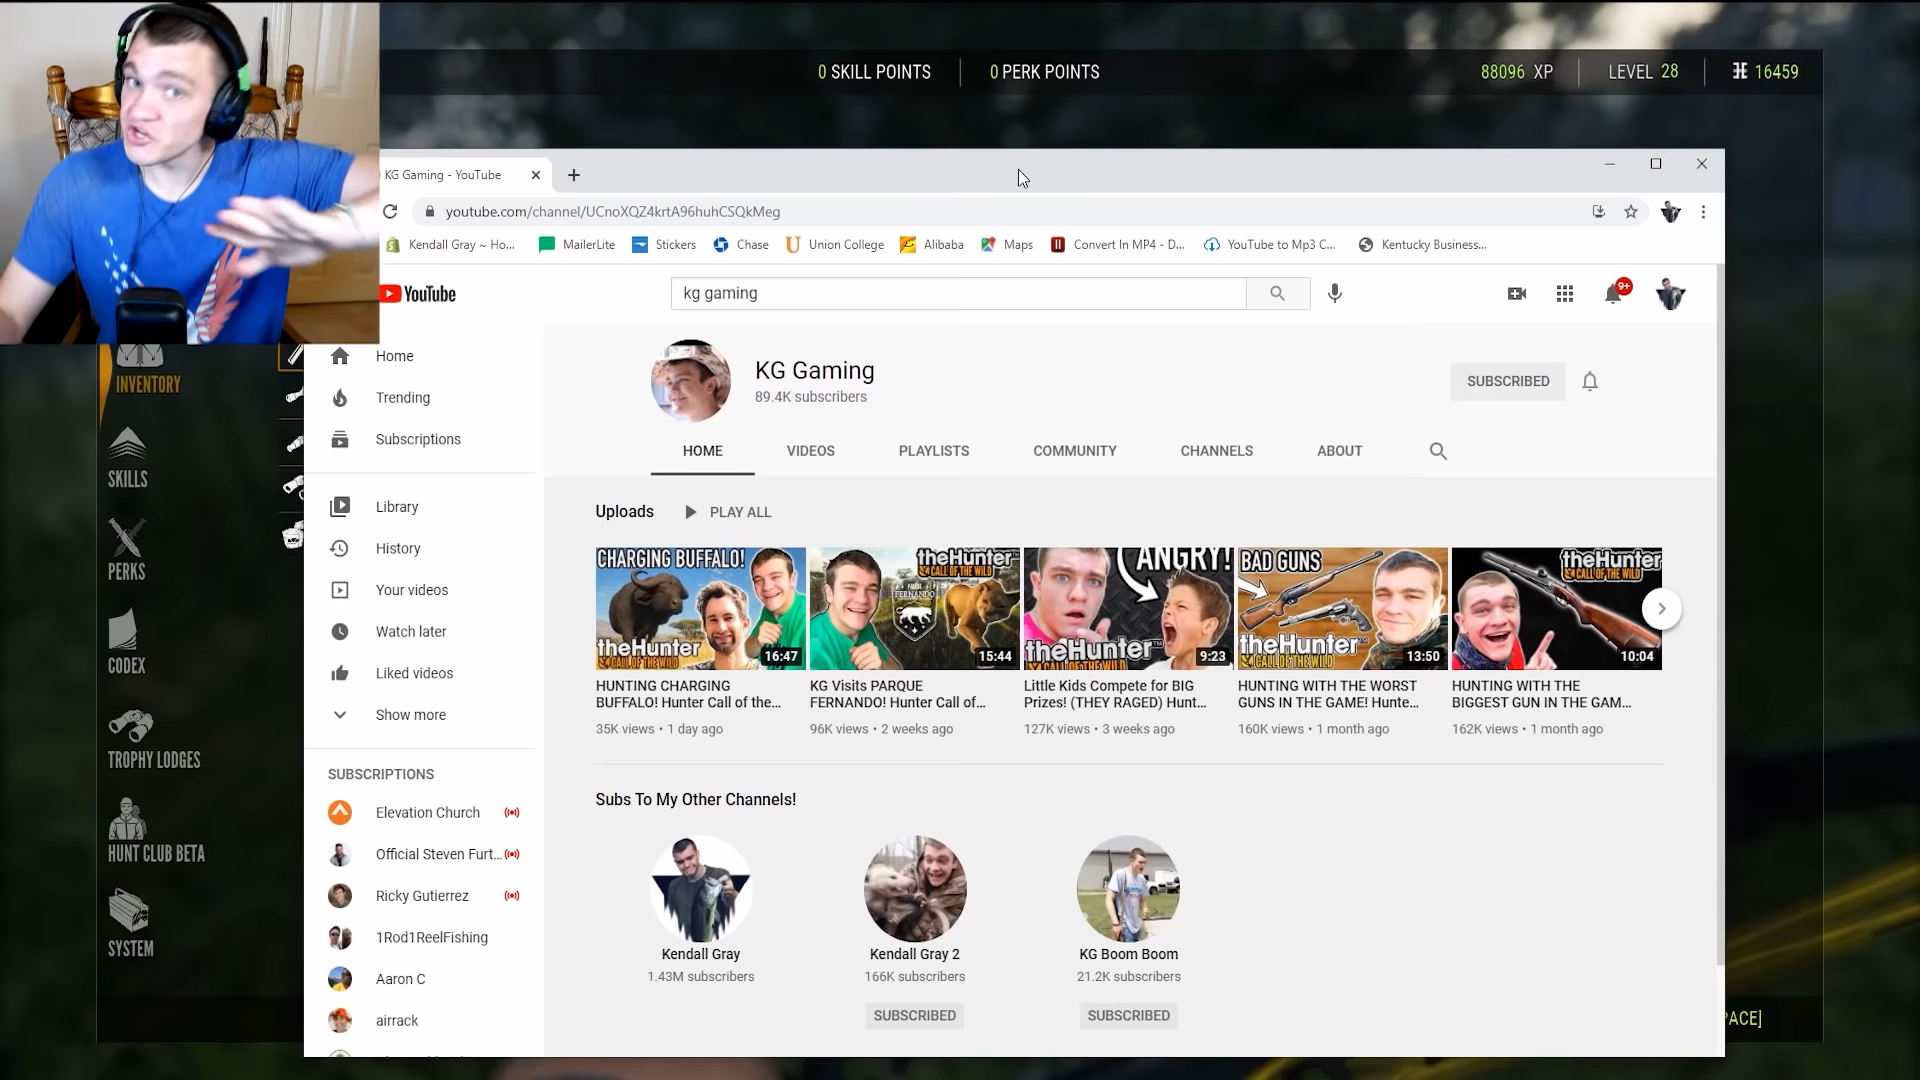 0 SKILL POINTS
0 PERK POINTS
88096 XP
LEVEL 28
16459
KG Gaming - YouTube
youtube.com/channel/UCnoXQZ4krtA96huhCSQkMeg
Kendall Gray ~ Ho...
MailerLite
Stickers
Chase
Union College
Alibaba
Maps
Convert In MP4 - D...
YouTube to Mp3 C...
Kentucky Business...
YouTube
kg gaming
9+
INVENTORY
SKILLS
PERKS
CODEX
TROPHY LODGES
HUNT CLUB BETA
SYSTEM
Home
Trending
Subscriptions
Library
History
Your videos
Watch later
Liked videos
Show more
SUBSCRIPTIONS
Elevation Church
Official Steven Furt...
Ricky Gutierrez
1Rod1ReelFishing
Aaron C
airrack
KG Gaming
89.4K subscribers
SUBSCRIBED
HOME
VIDEOS
PLAYLISTS
COMMUNITY
CHANNELS
ABOUT
Uploads
PLAY ALL
CHARGING BUFFALO!
theHunter
CALL OF THE WILD
16:47
HUNTING CHARGING
BUFFALO! Hunter Call of the...
35K views • 1 day ago
theHunter
CALL OF THE WILD
PARQUE
FERNANDO
15:44
KG Visits PARQUE
FERNANDO! Hunter Call of...
96K views • 2 weeks ago
ANGRY!
theHunter
CALL OF THE WILD
9:23
Little Kids Compete for BIG
Prizes! (THEY RAGED) Hunt...
127K views • 3 weeks ago
BAD GUNS
theHunter
CALL OF THE WILD
13:50
HUNTING WITH THE WORST
GUNS IN THE GAME! Hunte...
160K views • 1 month ago
theHunter
CALL OF THE WILD
10:04
HUNTING WITH THE
BIGGEST GUN IN THE GAM...
162K views • 1 month ago
Subs To My Other Channels!
Kendall Gray
1.43M subscribers
Kendall Gray 2
166K subscribers
SUBSCRIBED
KG Boom Boom
21.2K subscribers
SUBSCRIBED
PACE]